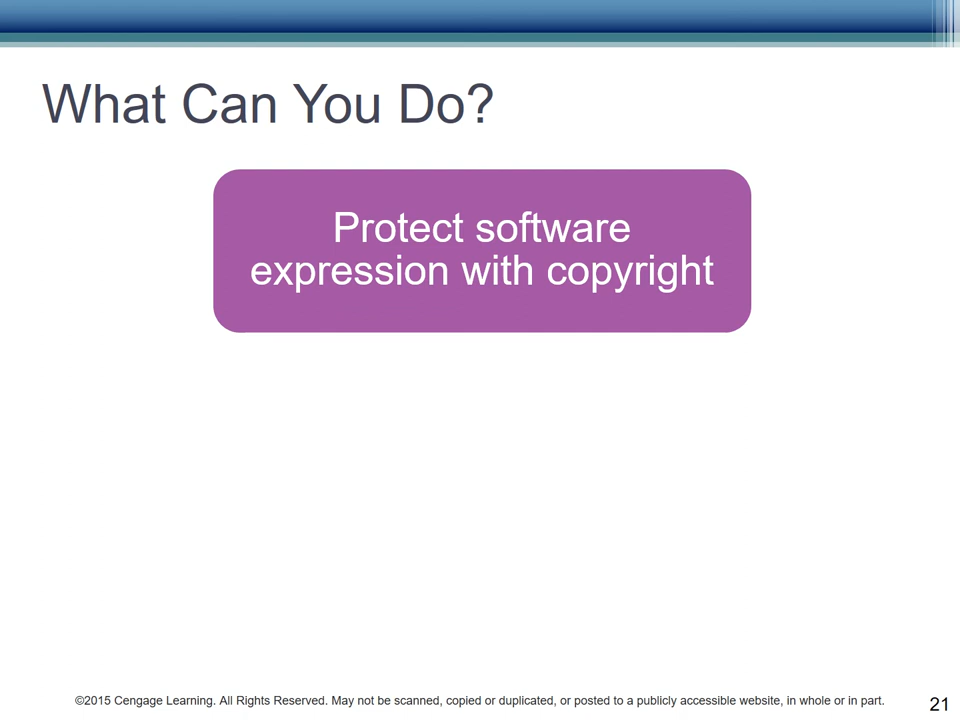 What Can You Do?
Protect software
expression with copyright
©2015 Cengage Learning. All Rights Reserved. May not be scanned, copied or duplicated, or posted to a publicly accessible website, in whole or in part.
21